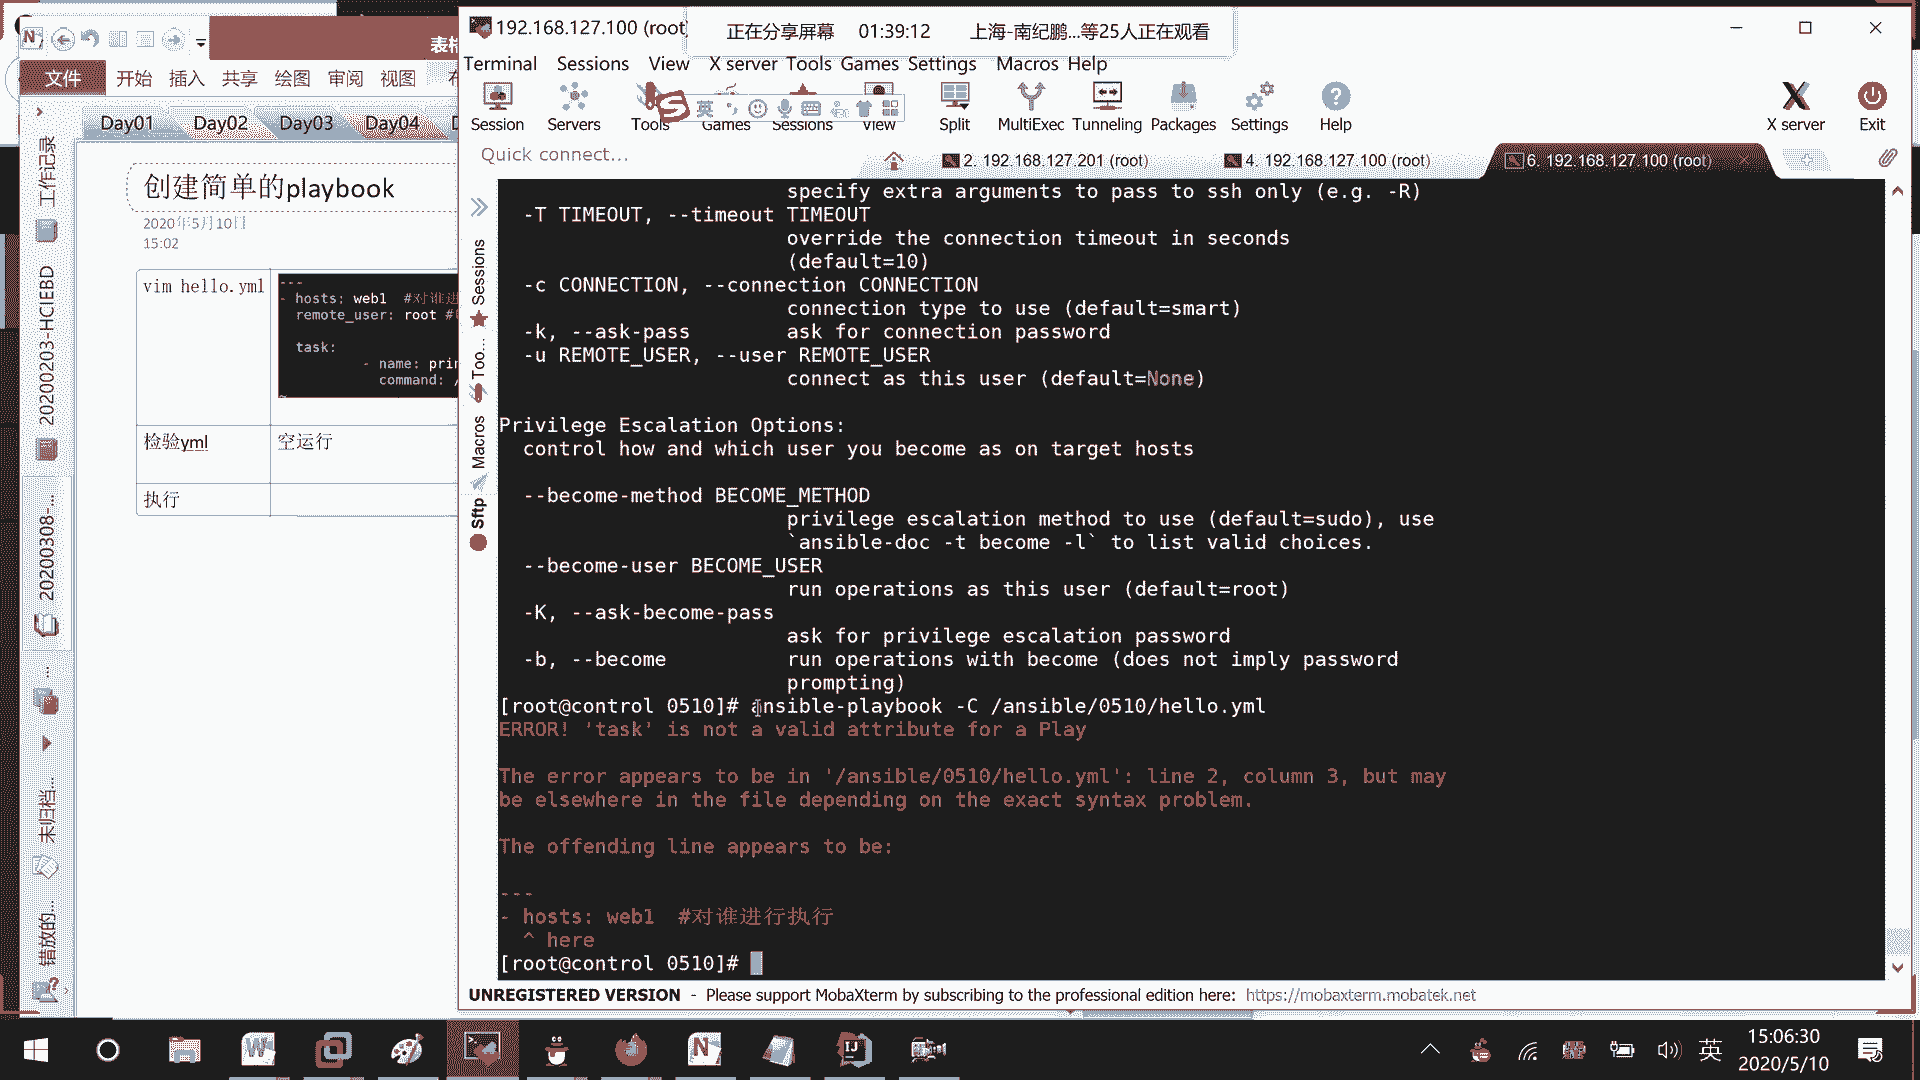 192.168.127.100 (root
正在分享屏幕 01:39:12 上海-南纪鹏...等25人正在观看
表格
Terminal Sessions View X server Tools Games Settings Macros Help
文件 开始 插入 共享 绘图 审阅 视图
Session Servers Tools Games Sessions View Split MultiExec Tunneling Packages Settings Help X server Exit
英
Day01 Day02 Day03 Day04
Quick connect...
2. 192.168.127.201 (root)
4. 192.168.127.100 (root)
6. 192.168.127.100 (root)
工作记录
20200203-HCIEBD
20200308-...
...
未归档...
错放的...
创建简单的playbook
2020年5月10日
15:02
vim hello.yml
---
- hosts: web1 #对谁进
remote_user: root #
task:
- name: prin
command: /
~
检验yml 空运行
执行
Sessions
Too...
Macros
Sftp
specify extra arguments to pass to ssh only (e.g. -R)
-T TIMEOUT, --timeout TIMEOUT
override the connection timeout in seconds
(default=10)
-c CONNECTION, --connection CONNECTION
connection type to use (default=smart)
-k, --ask-pass ask for connection password
-u REMOTE_USER, --user REMOTE_USER
connect as this user (default=None)
Privilege Escalation Options:
control how and which user you become as on target hosts
--become-method BECOME_METHOD
privilege escalation method to use (default=sudo), use
`ansible-doc -t become -l` to list valid choices.
--become-user BECOME_USER
run operations as this user (default=root)
-K, --ask-become-pass
ask for privilege escalation password
-b, --become run operations with become (does not imply password
prompting)
[root@control 0510]# ansible-playbook -C /ansible/0510/hello.yml
ERROR! 'task' is not a valid attribute for a Play
The error appears to be in '/ansible/0510/hello.yml': line 2, column 3, but may
be elsewhere in the file depending on the exact syntax problem.
The offending line appears to be:
---
- hosts: web1 #对谁进行执行
^ here
[root@control 0510]#
UNREGISTERED VERSION - Please support MobaXterm by subscribing to the professional edition here: https://mobaxterm.mobatek.net
英
15:06:30
2020/5/10